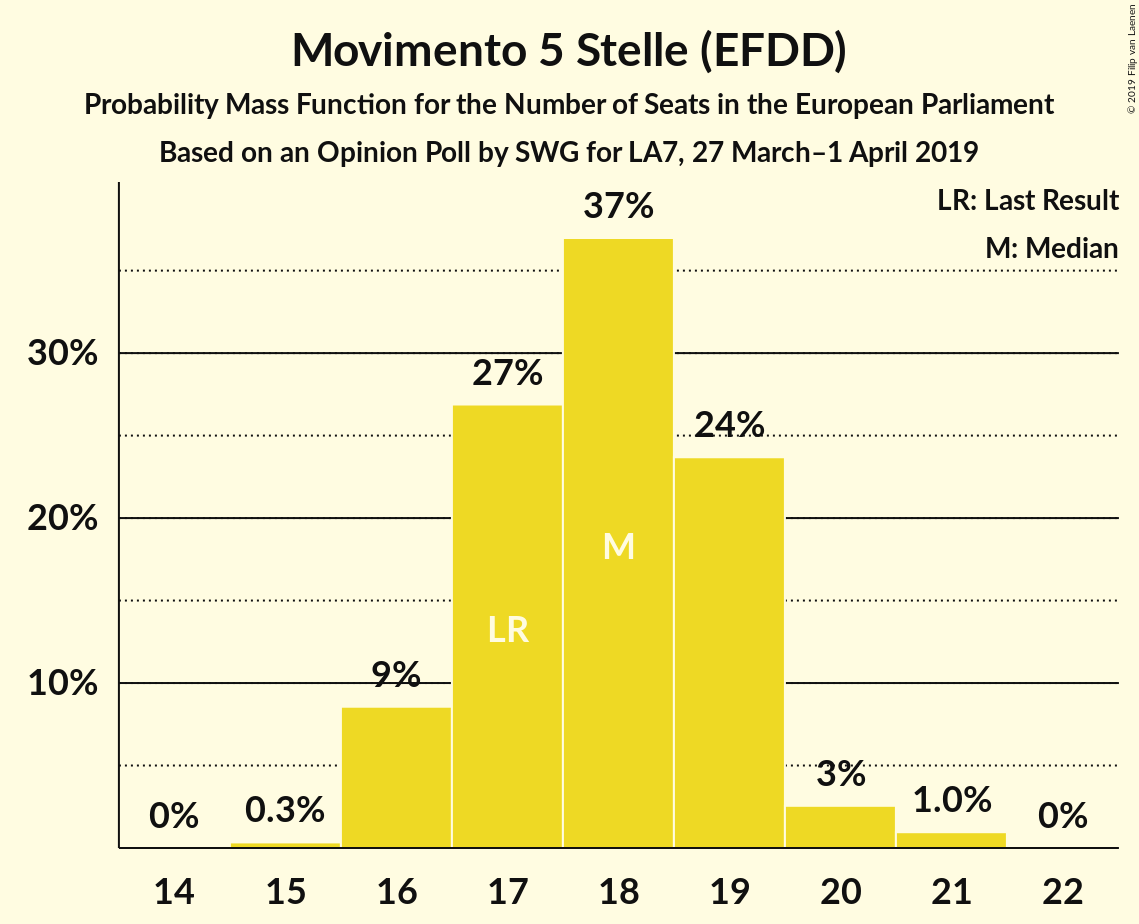 Movimento 5 Stelle (EFDD)
Probability Mass Function for the Number of Seats in the European Parliament
Based on an Opinion Poll by SWG for LA7, 27 March–1 April 2019
© 2019 Filip van Laenen
LR: Last Result
M: Median
37%
30%
27%
24%
20%
M
LR
10%
9%
3%
1.0%
0.3%
0%
0%
14 15 16 17 18 19 20 21 22